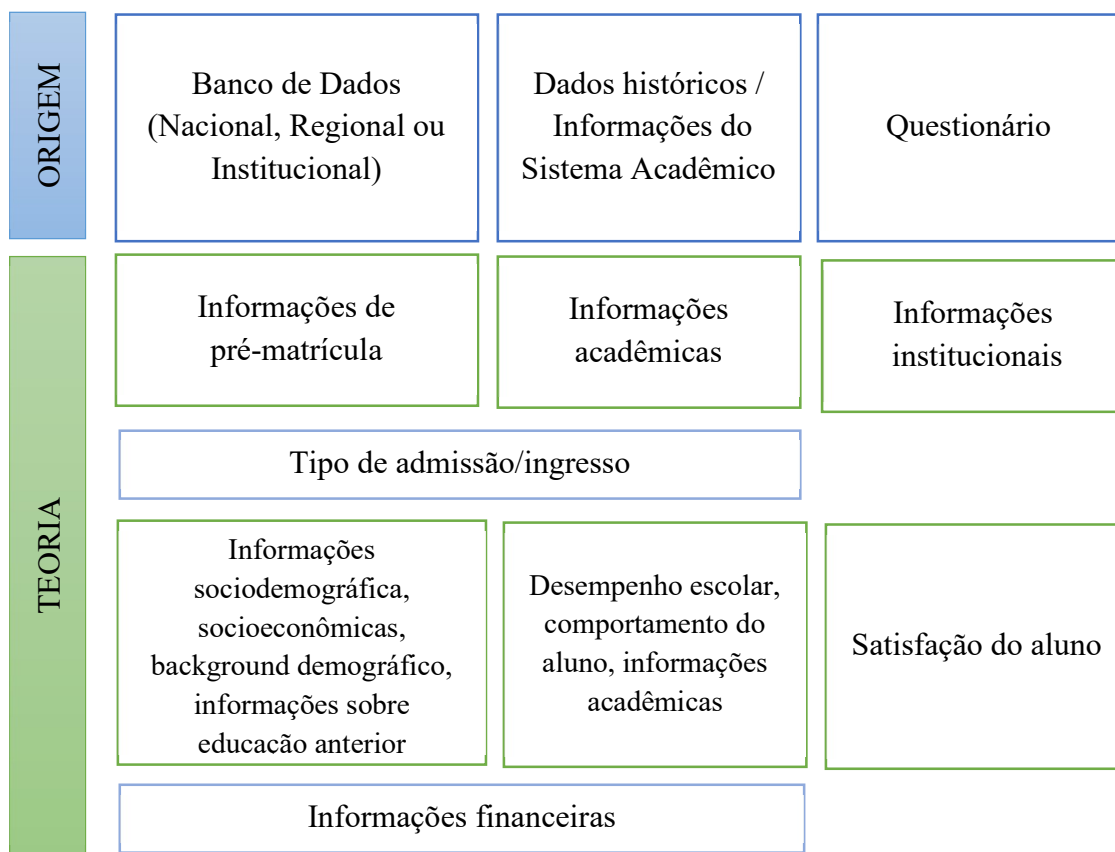 ORIGEM
Banco de Dados
(Nacional, Regional ou
Institucional)
Dados históricos /
Informações do
Sistema Acadêmico
Questionário
TEORIA
Informações de
pré-matrícula
Informações
acadêmicas
Informações
institucionais
Tipo de admissão/ingresso
Informações
sociodemográfica,
socioeconômicas,
background demográfico,
informações sobre
educação anterior
Desempenho escolar,
comportamento do
aluno, informações
acadêmicas
Satisfação do aluno
Informações financeiras